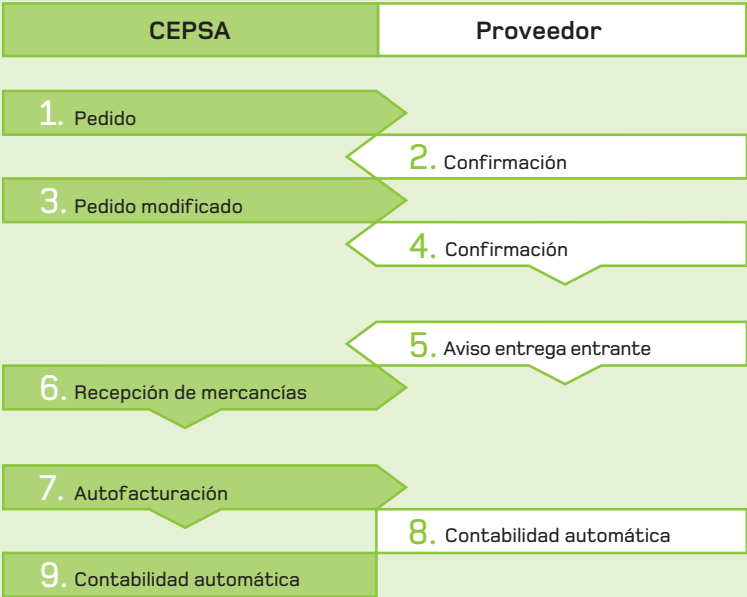 CEPSA
Proveedor
1. Pedido
2. Confirmación
3. Pedido modificado
4. Confirmación
5. Aviso entrega entrante
6. Recepción de mercancías
7. Autofacturación
8. Contabilidad automática
9. Contabilidad automática